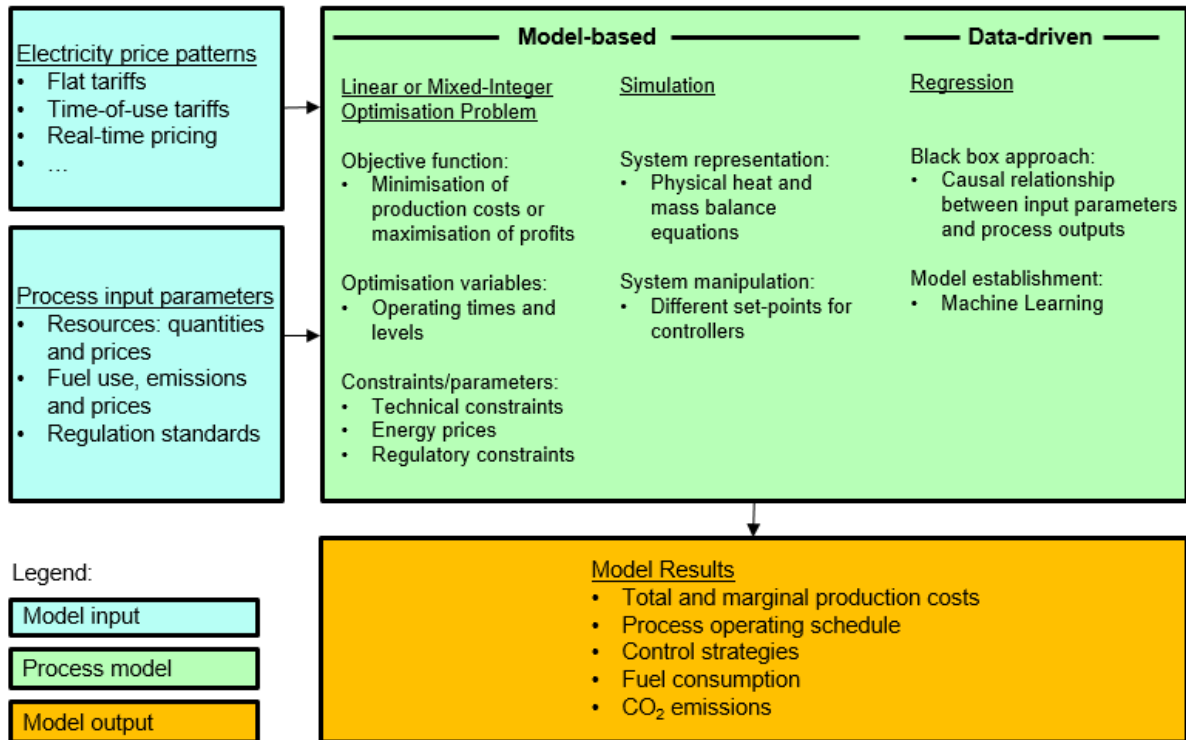 Electricity price patterns
• Flat tariffs
• Time-of-use tariffs
• Real-time pricing
• …
Process input parameters
• Resources: quantities
and prices
• Fuel use, emissions
and prices
• Regulation standards
Model-based
Linear or Mixed-Integer
Optimisation Problem
Objective function:
• Minimisation of
production costs or
maximisation of profits
Optimisation variables:
• Operating times and
levels
Constraints/parameters:
• Technical constraints
• Energy prices
• Regulatory constraints
Simulation
System representation:
• Physical heat and
mass balance
equations
System manipulation:
• Different set-points for
controllers
Data-driven
Regression
Black box approach:
• Causal relationship
between input parameters
and process outputs
Model establishment:
• Machine Learning
Model Results
• Total and marginal production costs
• Process operating schedule
• Control strategies
• Fuel consumption
• CO₂ emissions
Legend:
Model input
Process model
Model output